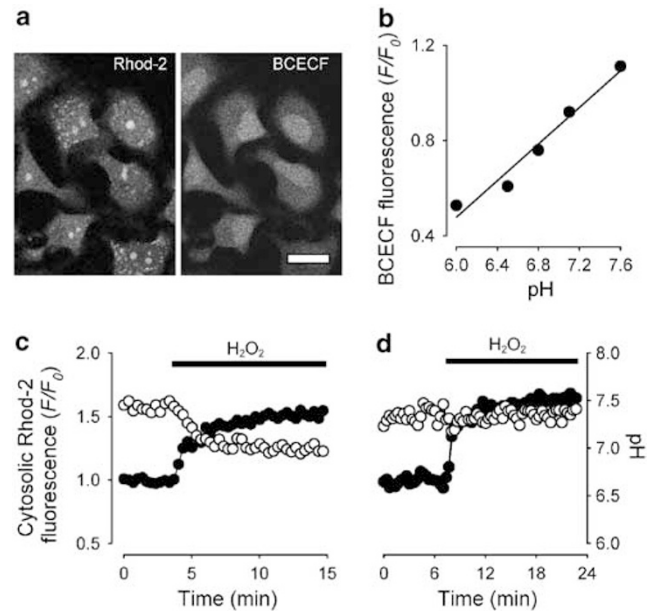 a
Rhod-2
BCECF
b
BCECF fluorescence (F/F0)
1.2
0.8
0.4
6.0 6.4 6.8 7.2 7.6
pH
c
H2O2
Cytosolic Rhod-2
fluorescence (F/F0)
2.0
1.5
1.0
0.5
0 5 10 15
Time (min)
d
H2O2
8.0
7.5
7.0
6.5
6.0
pH
0 6 12 18 24
Time (min)